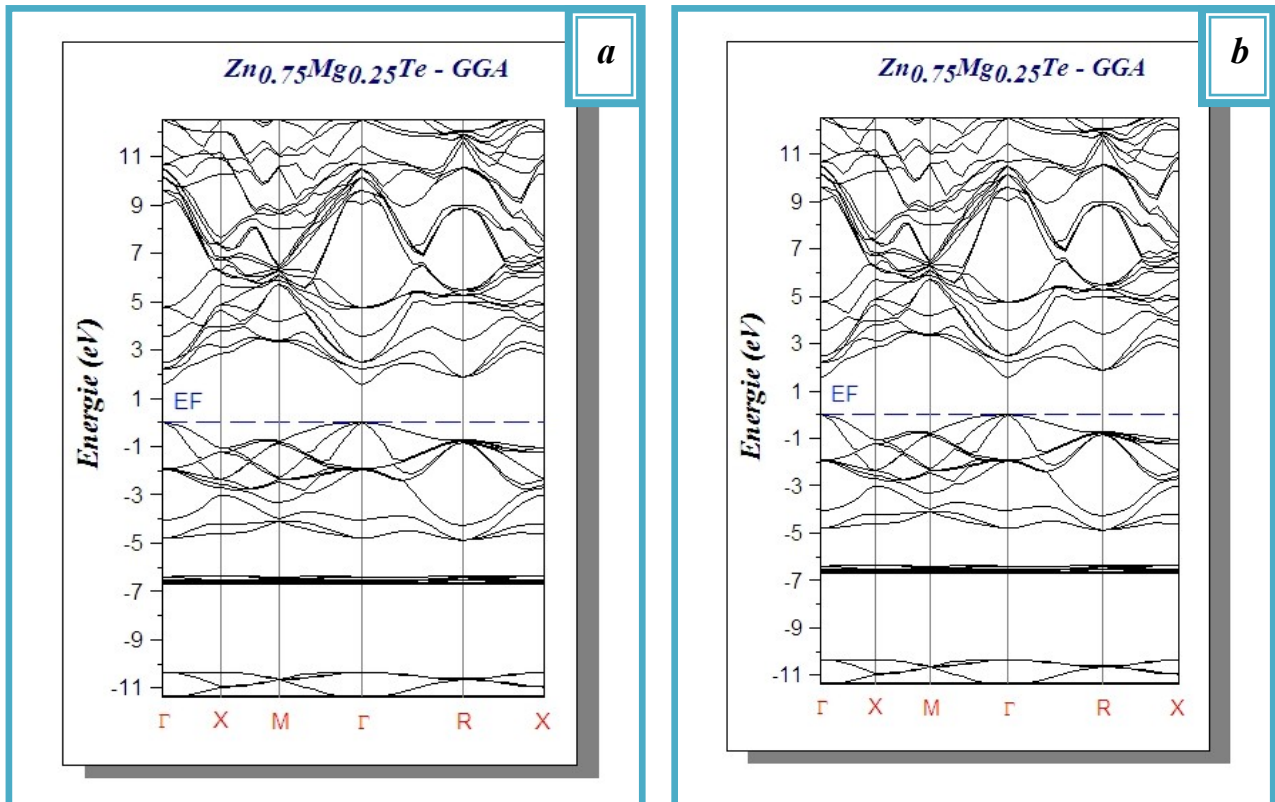 a
Zn0.75Mg0.25Te - GGA
Energie (eV)
11
9
7
5
3
1
-1
-3
-5
-7
-9
-11
EF
Γ X M Γ R X
b
Zn0.75Mg0.25Te - GGA
Energie (eV)
11
9
7
5
3
1
-1
-3
-5
-7
-9
-11
EF
Γ X M Γ R X